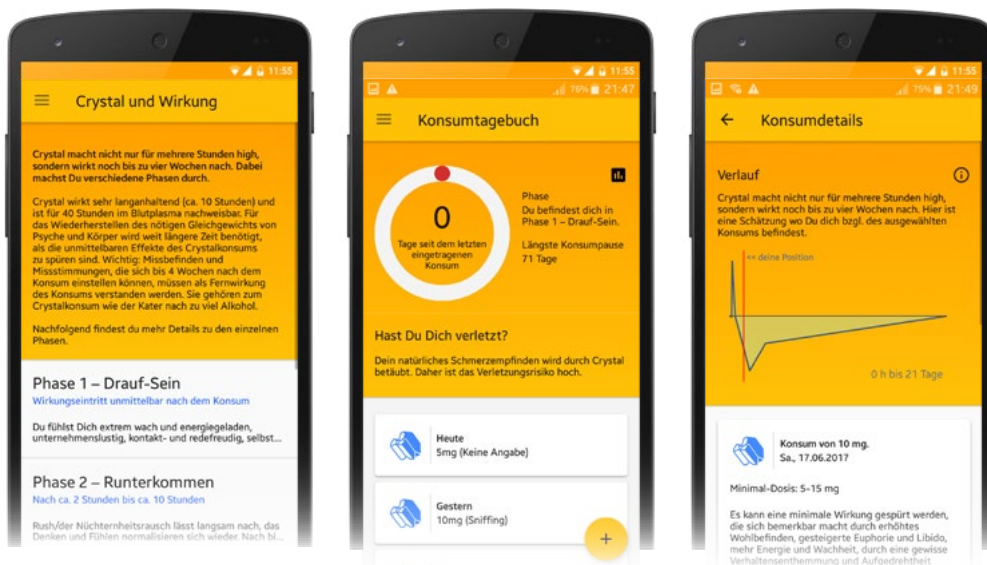 11:55
Crystal und Wirkung
Crystal macht nicht nur für mehrere Stunden high,
sondern wirkt noch bis zu vier Wochen nach. Dabei
machst Du verschiedene Phasen durch.
Crystal wirkt sehr langanhaltend (ca. 10 Stunden) und
ist für 40 Stunden im Blutplasma nachweisbar. Für
das Wiederherstellen des nötigen Gleichgewichts von
Psyche und Körper wird weit längere Zeit benötigt,
als die unmittelbaren Effekte des Crystalkonsums
zu spüren sind. Wichtig: Missbefinden und
Missstimmungen, die sich bis 4 Wochen nach dem
Konsum einstellen können, müssen als Fernwirkung
des Konsums verstanden werden. Sie gehören zum
Crystalkonsum wie der Kater nach zu viel Alkohol.
Nachfolgend findest du mehr Details zu den einzelnen
Phasen.
Phase 1 – Drauf-Sein
Wirkungseintritt unmittelbar nach dem Konsum
Du fühlst Dich extrem wach und energiegeladen,
unternehmenslustig, kontakt- und redefreudig, selbst...
Phase 2 – Runterkommen
Nach ca. 2 Stunden bis ca. 10 Stunden
Rush/der Nüchternheitsrausch lässt langsam nach, das
Denken und Fühlen normalisieren sich wieder. Nach bi...
11:55
76% 21:47
Konsumtagebuch
0
Tage seit dem letzten
eingetragenen
Konsum
Phase
Du befindest dich in
Phase 1 – Drauf-Sein.
Längste Konsumpause
71 Tage
Hast Du Dich verletzt?
Dein natürliches Schmerzempfinden wird durch Crystal
betäubt. Daher ist das Verletzungsrisiko hoch.
Heute
5mg (Keine Angabe)
Gestern
10mg (Sniffing)
+
11:55
75% 21:49
Konsumdetails
Verlauf
Crystal macht nicht nur für mehrere Stunden high,
sondern wirkt noch bis zu vier Wochen nach. Hier ist
eine Schätzung wo Du dich bzgl. des ausgewählten
Konsums befindest.
<< deine Position
0 h bis 21 Tage
Konsum von 10 mg.
Sa., 17.06.2017
Minimal-Dosis: 5-15 mg
Es kann eine minimale Wirkung gespürt werden,
die sich bemerkbar macht durch erhöhtes
Wohlbefinden, gesteigerte Euphorie und Libido,
mehr Energie und Wachheit, durch eine gewisse
Verhaltensenthemmung und Aufgedrehtheit